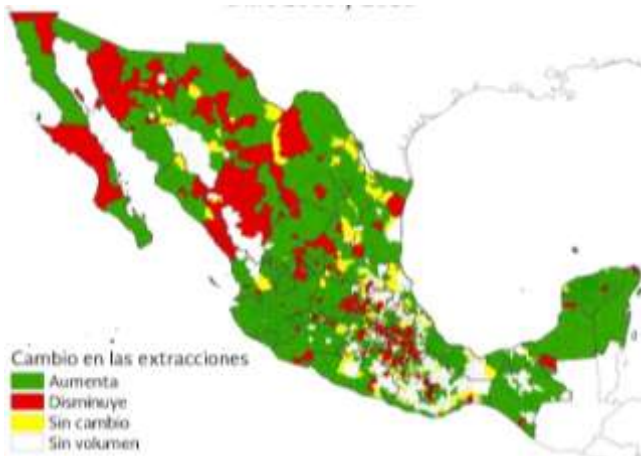 Cambio en las extracciones
Aumenta
Disminuye
Sin cambio
Sin volumen